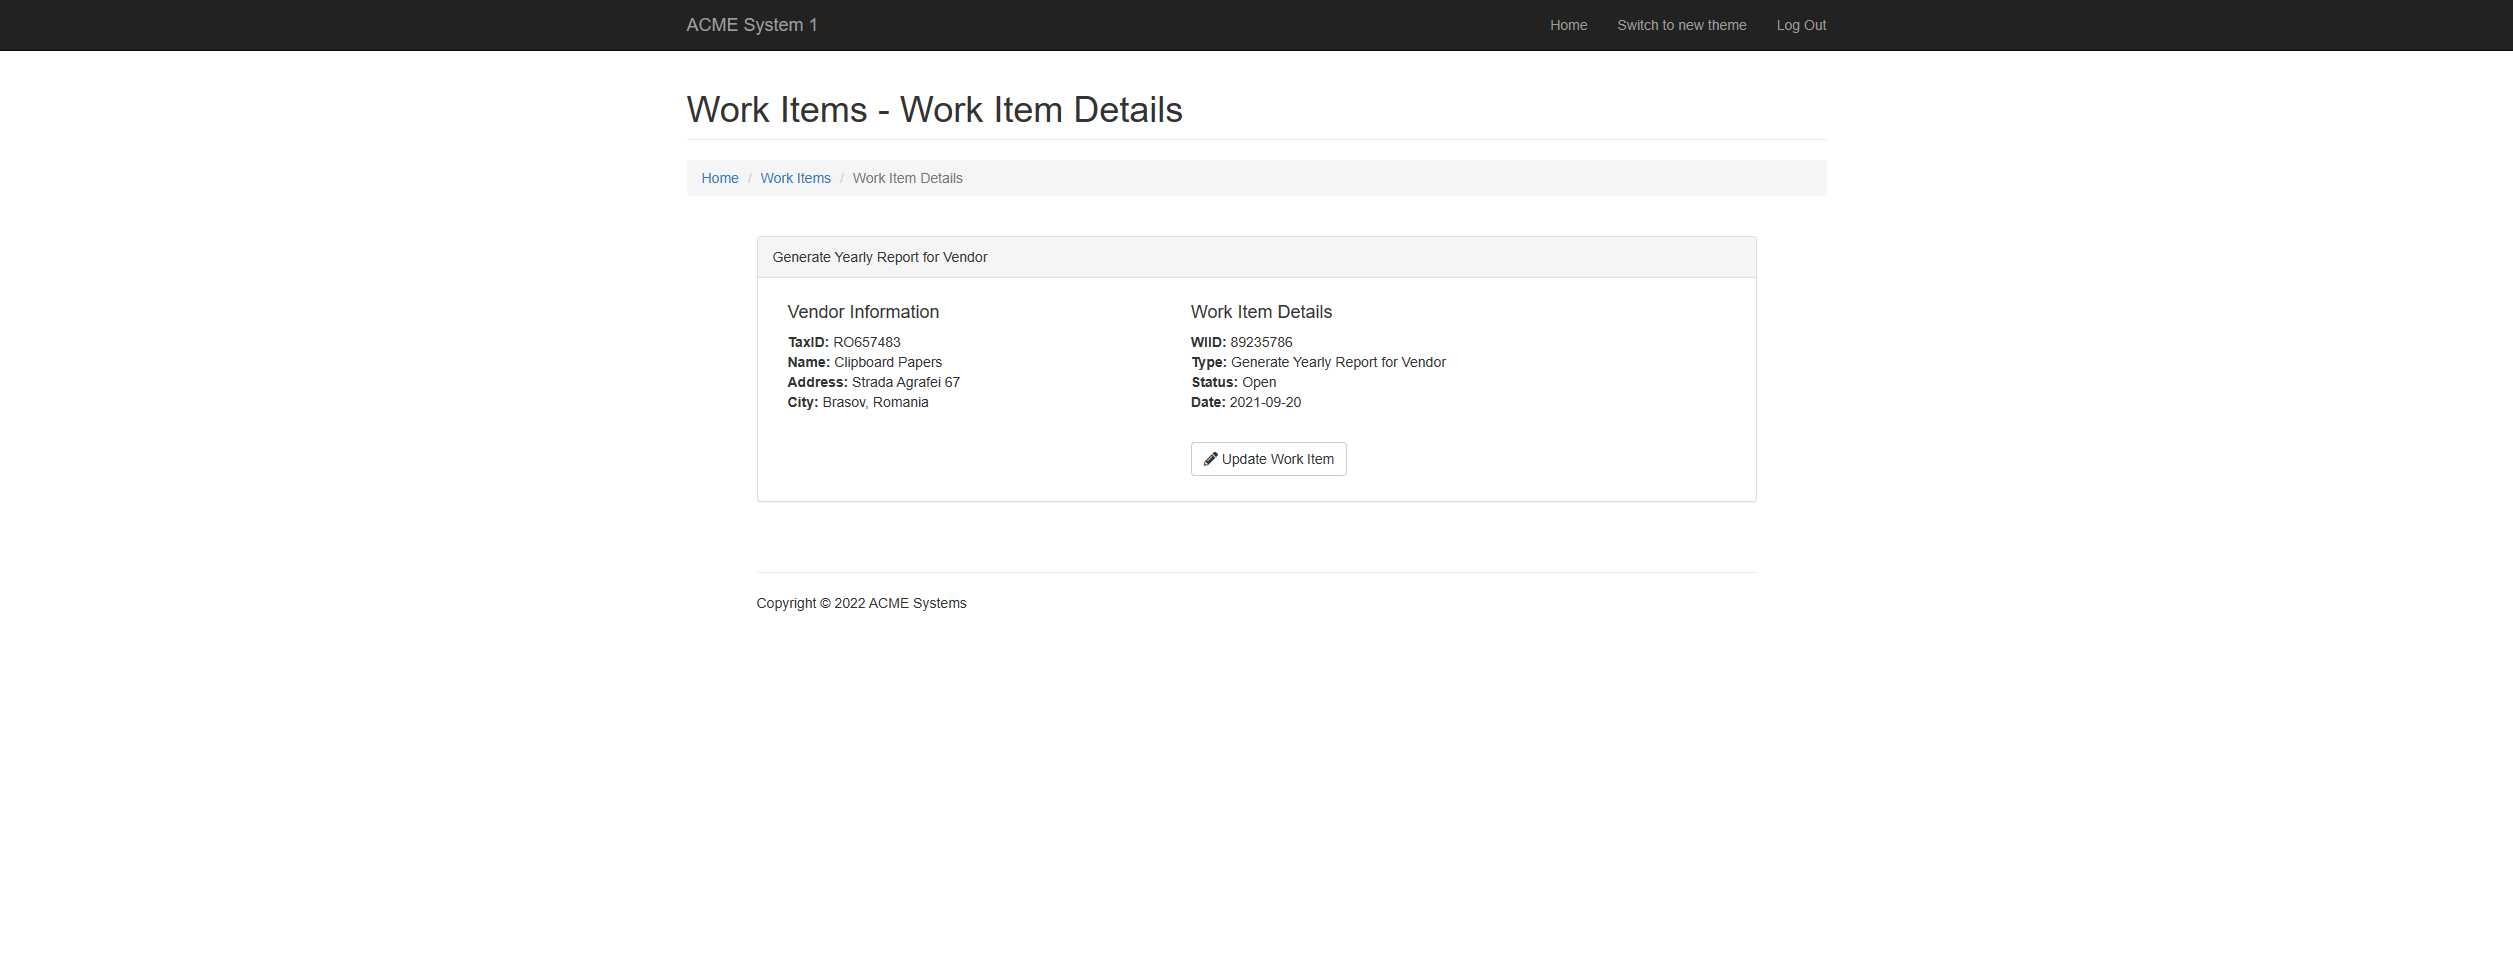 ACME System 1
Home Switch to new theme Log Out
Work Items - Work Item Details
Home / Work Items / Work Item Details
Generate Yearly Report for Vendor
Vendor Information
TaxID: RO657483
Name: Clipboard Papers
Address: Strada Agrafei 67
City: Brasov, Romania
Work Item Details
WIID: 89235786
Type: Generate Yearly Report for Vendor
Status: Open
Date: 2021-09-20
Update Work Item
Copyright © 2022 ACME Systems